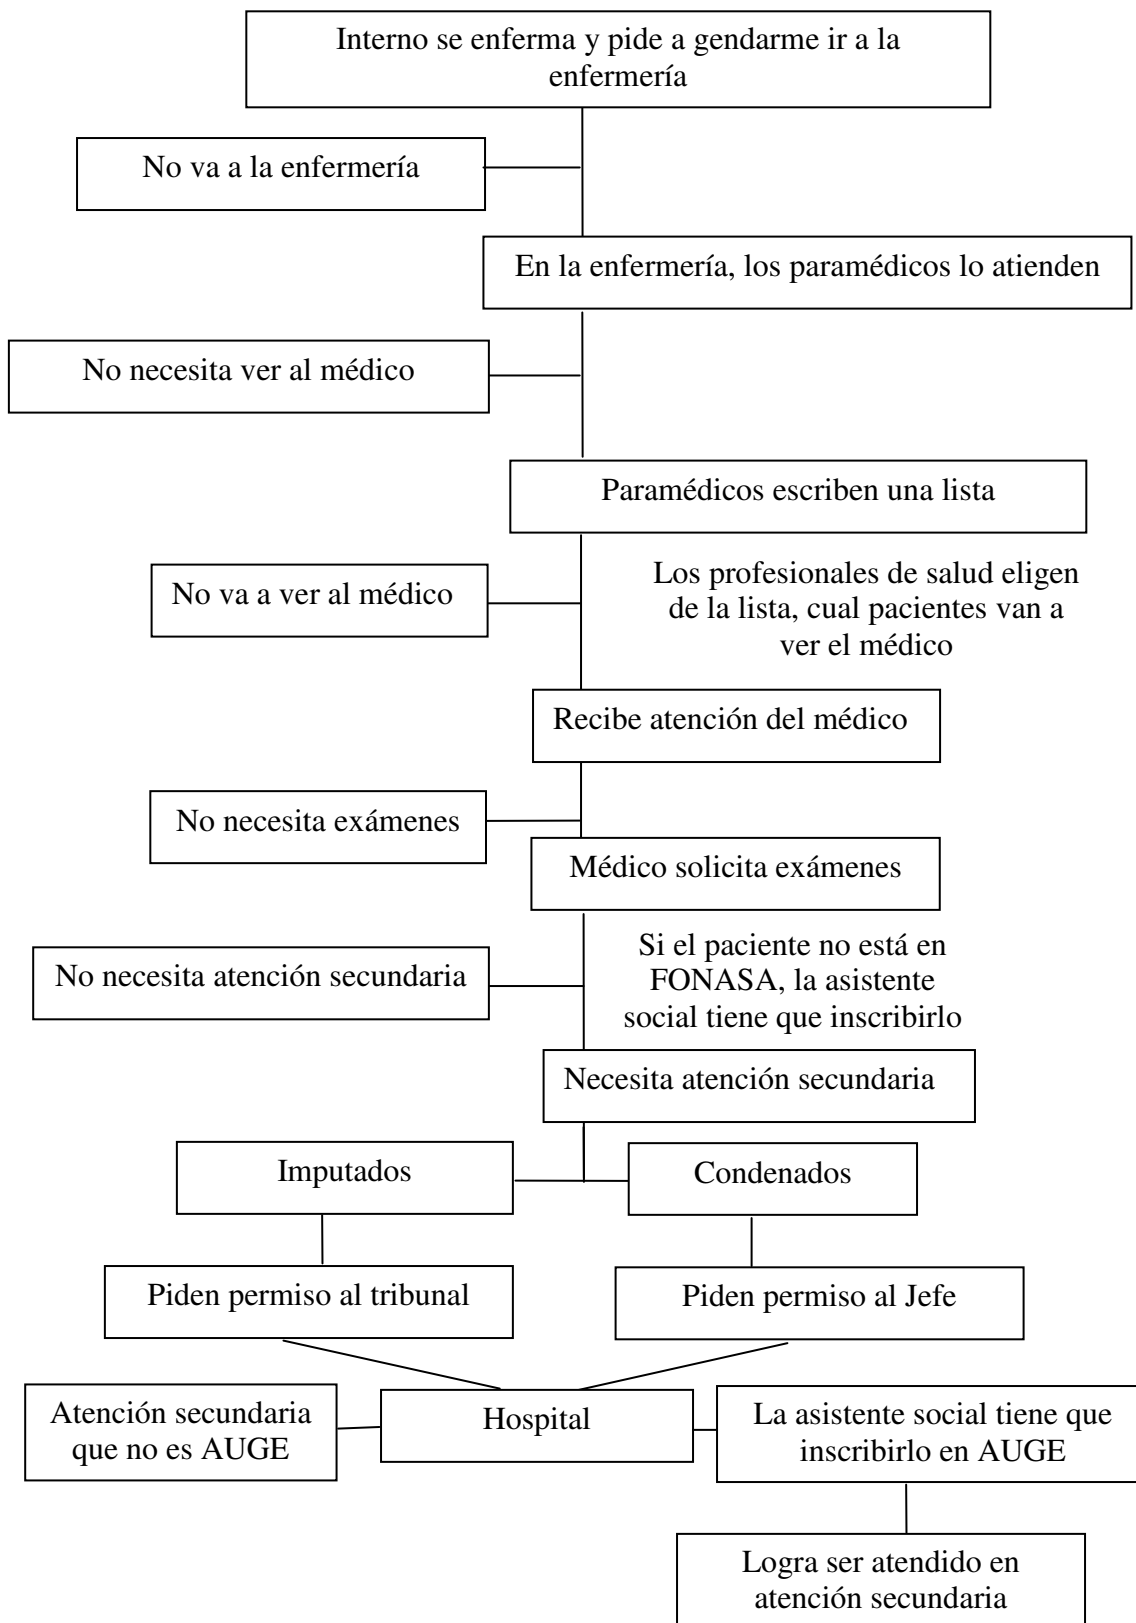 Interno se enferma y pide a gendarme ir a la
enfermería
No va a la enfermería
En la enfermería, los paramédicos lo atienden
No necesita ver al médico
Paramédicos escriben una lista
No va a ver al médico
Los profesionales de salud eligen
de la lista, cual pacientes van a
ver el médico
Recibe atención del médico
No necesita exámenes
Médico solicita exámenes
No necesita atención secundaria
Si el paciente no está en
FONASA, la asistente
social tiene que inscribirlo
Necesita atención secundaria
Imputados
Condenados
Piden permiso al tribunal
Piden permiso al Jefe
Atención secundaria
que no es AUGE
Hospital
La asistente social tiene que
inscribirlo en AUGE
Logra ser atendido en
atención secundaria